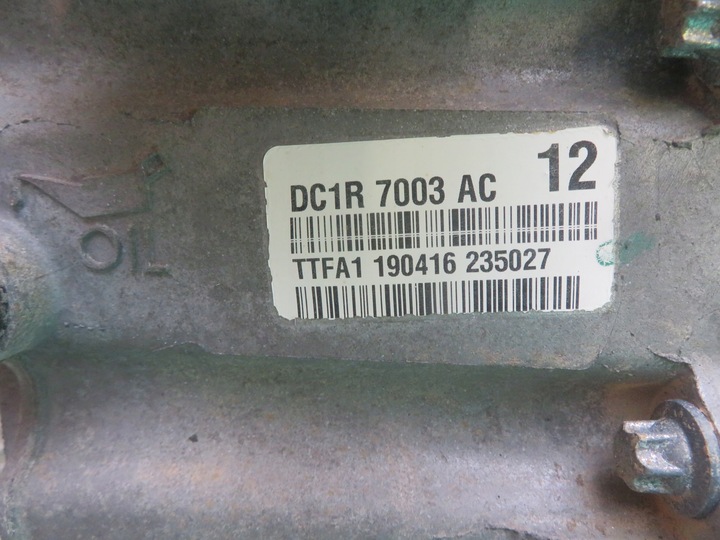 12
DC1R 7003 AC
TTFA1 190416 235027
OIL